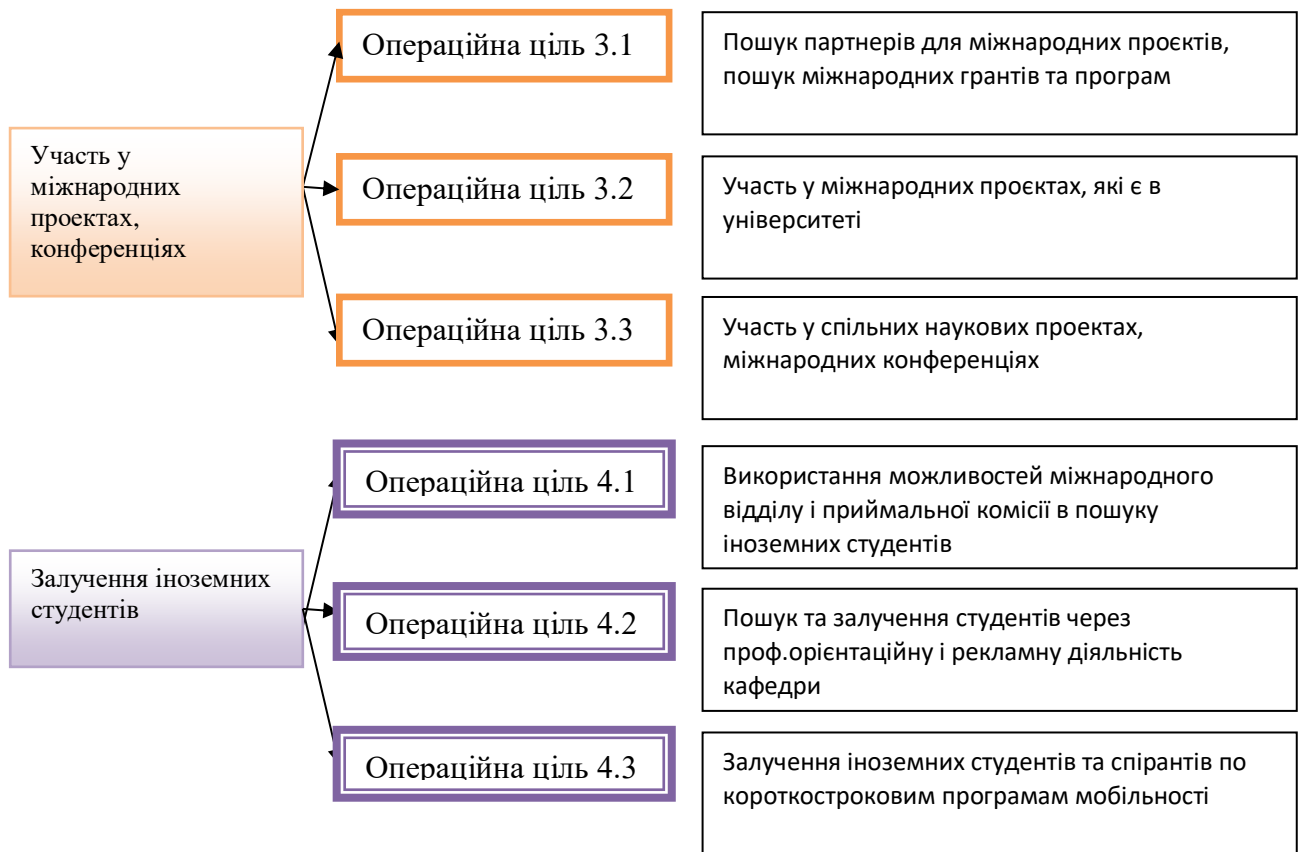 Участь у
міжнародних
проектах,
конференціях
Операційна ціль 3.1
Пошук партнерів для міжнародних проєктів,
пошук міжнародних грантів та програм
Операційна ціль 3.2
Участь у міжнародних проєктах, які є в
університеті
Операційна ціль 3.3
Участь у спільних наукових проектах,
міжнародних конференціях
Залучення іноземних
студентів
Операційна ціль 4.1
Використання можливостей міжнародного
відділу і приймальної комісії в пошуку
іноземних студентів
Операційна ціль 4.2
Пошук та залучення студентів через
проф.орієнтаційну і рекламну діяльність
кафедри
Операційна ціль 4.3
Залучення іноземних студентів та спірантів по
короткостроковим програмам мобільності